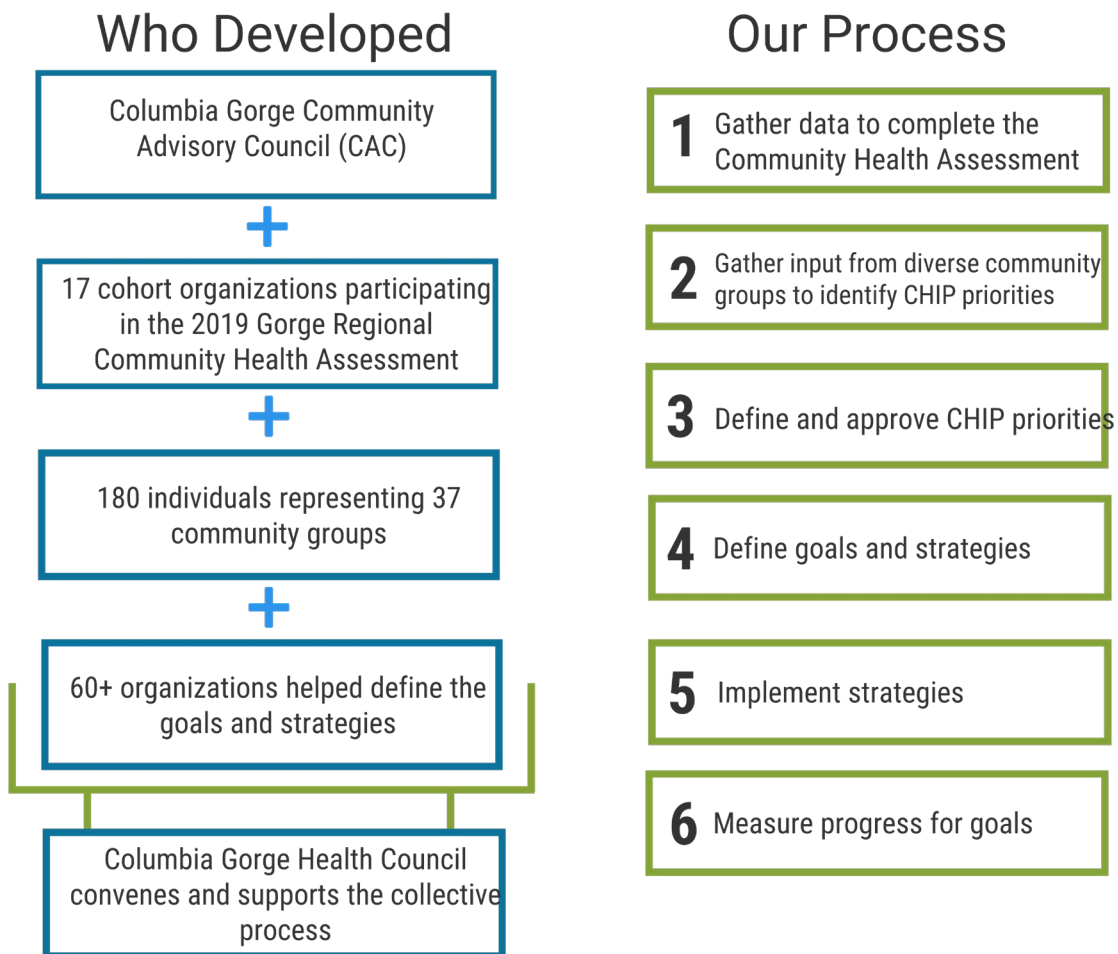 Who Developed
Columbia Gorge Community
Advisory Council (CAC)
+
17 cohort organizations participating
in the 2019 Gorge Regional
Community Health Assessment
+
180 individuals representing 37
community groups
+
60+ organizations helped define the
goals and strategies
Columbia Gorge Health Council
convenes and supports the collective
process
Our Process
1 Gather data to complete the
Community Health Assessment
2 Gather input from diverse community
groups to identify CHIP priorities
3 Define and approve CHIP priorities
4 Define goals and strategies
5 Implement strategies
6 Measure progress for goals